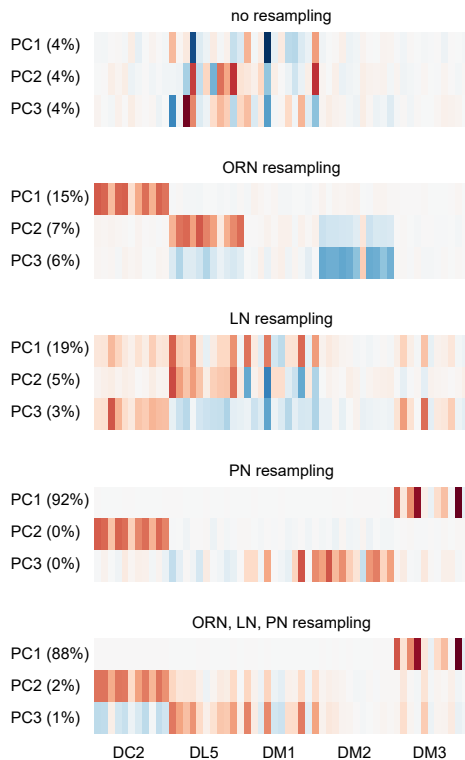 no resampling
PC1 (4%)
PC2 (4%)
PC3 (4%)
ORN resampling
PC1 (15%)
PC2 (7%)
PC3 (6%)
LN resampling
PC1 (19%)
PC2 (5%)
PC3 (3%)
PN resampling
PC1 (92%)
PC2 (0%)
PC3 (0%)
ORN, LN, PN resampling
PC1 (88%)
PC2 (2%)
PC3 (1%)
DC2 DL5 DM1 DM2 DM3